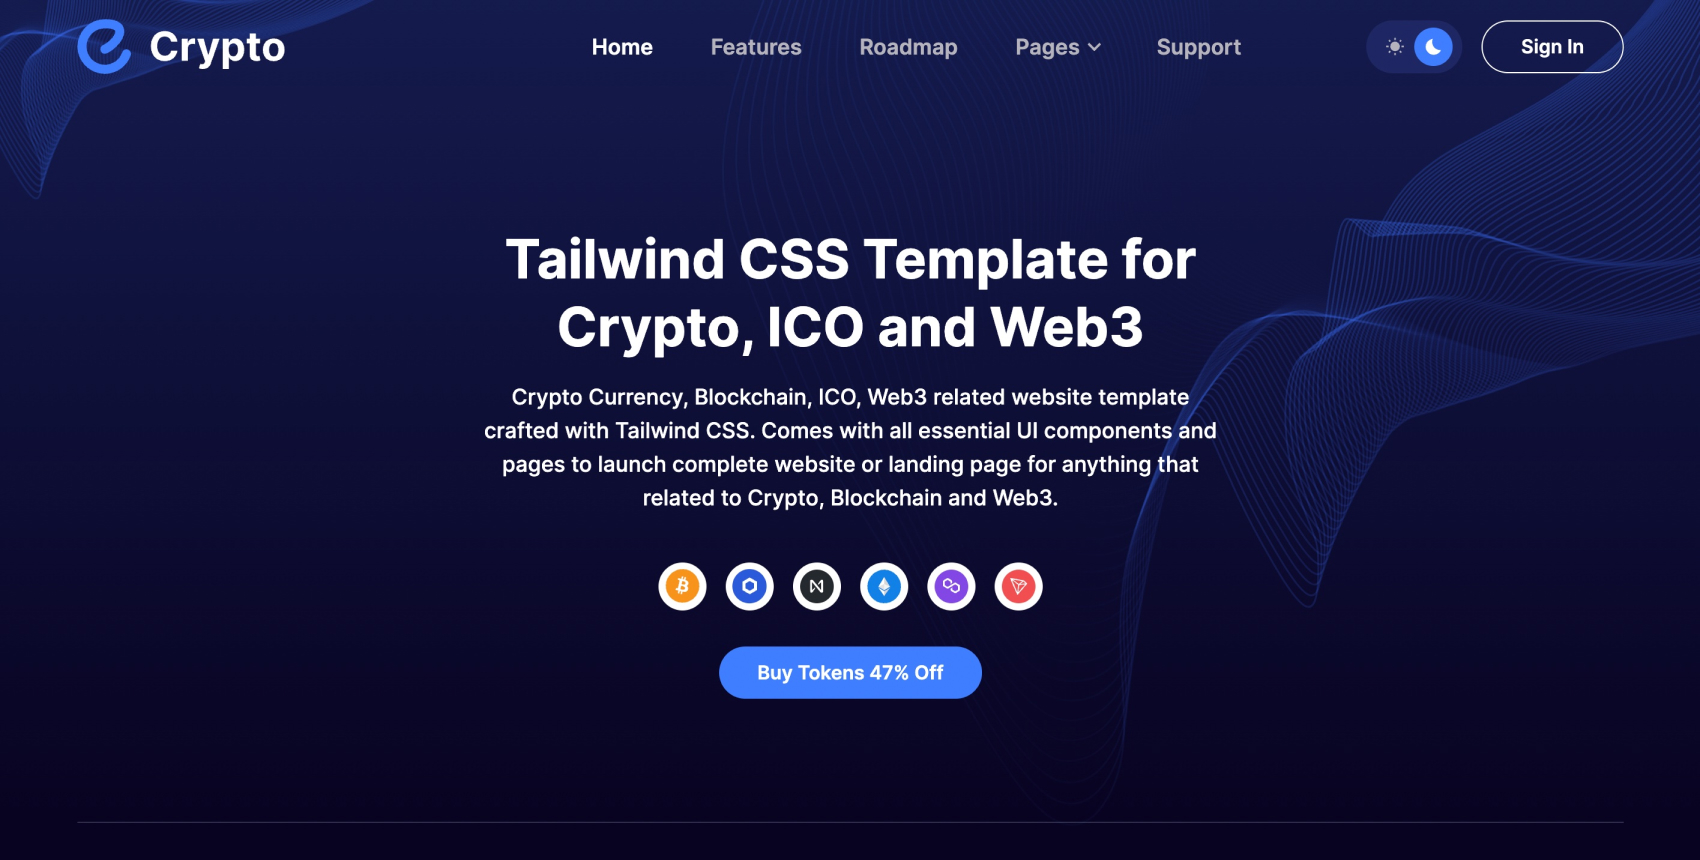 Crypto
Home
Features
Roadmap
Pages
Support
Sign In
Tailwind CSS Template for
Crypto, ICO and Web3
Crypto Currency, Blockchain, ICO, Web3 related website template
crafted with Tailwind CSS. Comes with all essential UI components and
pages to launch complete website or landing page for anything that
related to Crypto, Blockchain and Web3.
Buy Tokens 47% Off